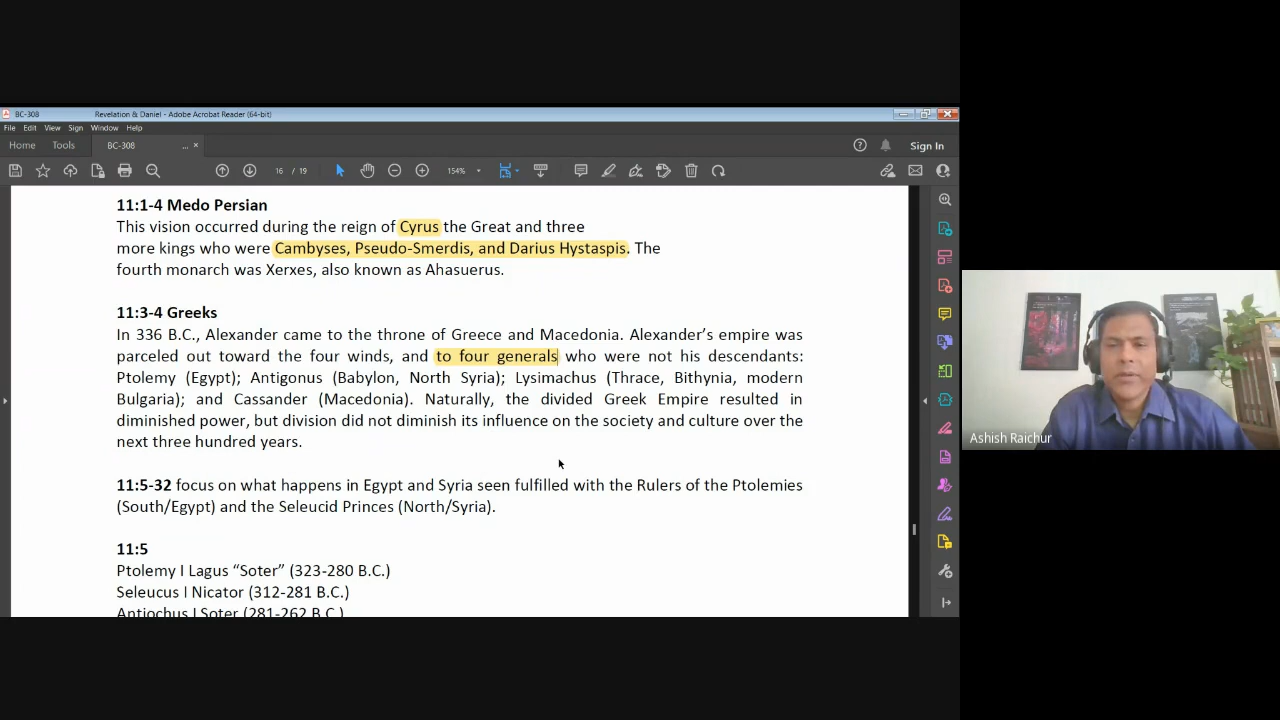 BC-308 Revelation & Daniel - Adobe Acrobat Reader (64-bit)
File Edit View Sign Window Help
Home Tools BC-308 ... × Sign In
16 / 19 154%
11:1-4 Medo Persian
This vision occurred during the reign of Cyrus the Great and three
more kings who were Cambyses, Pseudo-Smerdis, and Darius Hystaspis. The
fourth monarch was Xerxes, also known as Ahasuerus.
11:3-4 Greeks
In 336 B.C., Alexander came to the throne of Greece and Macedonia. Alexander’s empire was
parceled out toward the four winds, and to four generals who were not his descendants:
Ptolemy (Egypt); Antigonus (Babylon, North Syria); Lysimachus (Thrace, Bithynia, modern
Bulgaria); and Cassander (Macedonia). Naturally, the divided Greek Empire resulted in
diminished power, but division did not diminish its influence on the society and culture over the
next three hundred years.
11:5-32 focus on what happens in Egypt and Syria seen fulfilled with the Rulers of the Ptolemies
(South/Egypt) and the Seleucid Princes (North/Syria).
11:5
Ptolemy I Lagus “Soter” (323-280 B.C.)
Seleucus I Nicator (312-281 B.C.)
Antiochus I Soter (281-262 B.C.)
Ashish Raichur